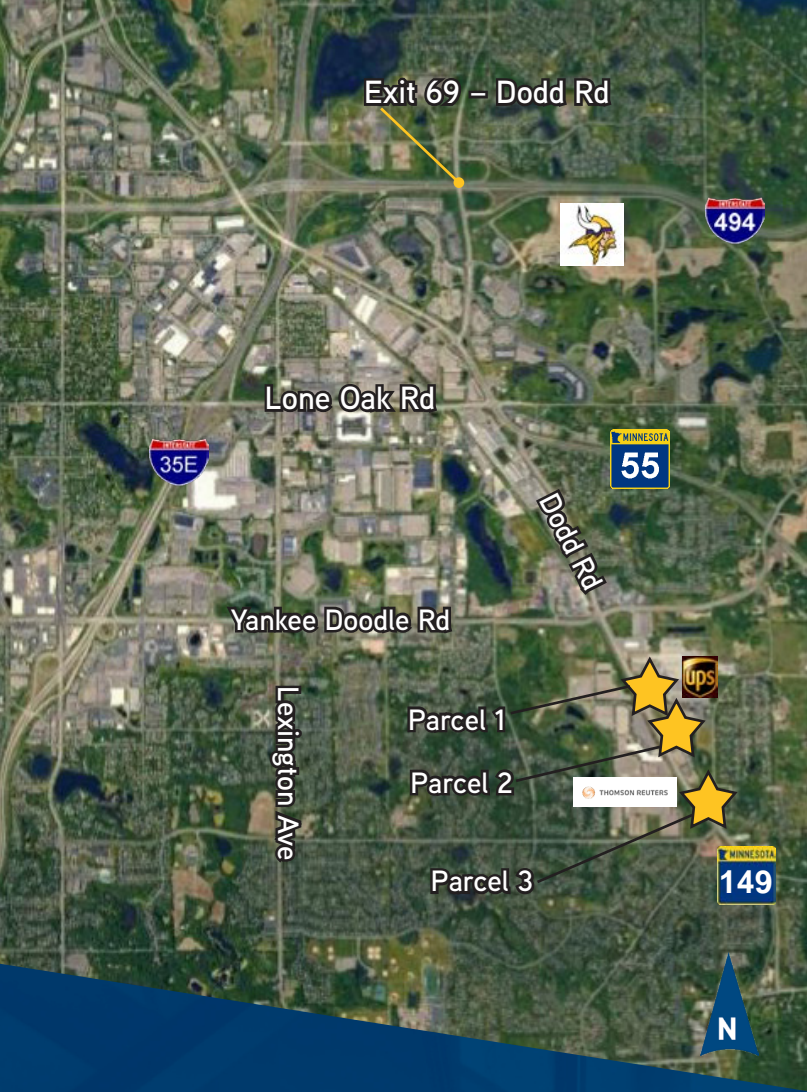 Exit 69 – Dodd Rd
INTERSTATE
494
Lone Oak Rd
INTERSTATE
35E
MINNESOTA
55
Dodd Rd
Yankee Doodle Rd
ups
Lexington Ave
Parcel 1
Parcel 2
THOMSON REUTERS
Parcel 3
MINNESOTA
149
N